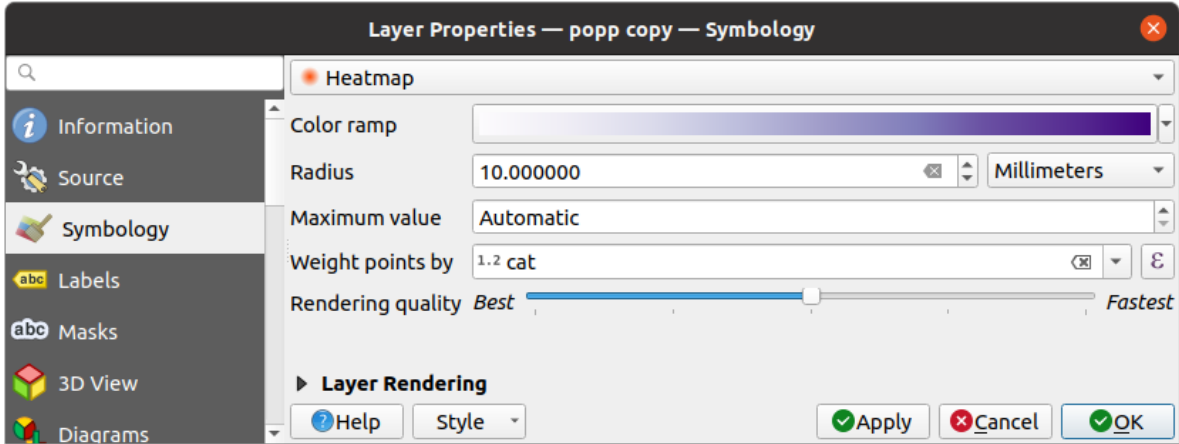 Layer Properties — popp copy — Symbology
Heatmap
Information
Color ramp
Source
Radius 10.000000 Millimeters
Symbology
Maximum value Automatic
Labels
Weight points by 1.2 cat ε
Masks
Rendering quality Best Fastest
3D View
Layer Rendering
Diagrams
Help Style Apply Cancel OK
abc
abc